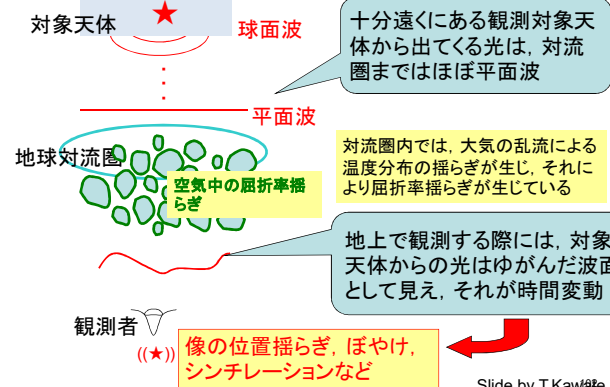 対象天体
球面波
十分遠くにある観測対象天
体から出てくる光は，対流
圏まではほぼ平面波
平面波
地球対流圏
空気中の屈折率揺
らぎ
対流圏内では，大気の乱流による
温度分布の揺らぎが生じ，それに
より屈折率揺らぎが生じている
地上で観測する際には，対象
天体からの光はゆがんだ波面
として見え，それが時間変動
観測者
((★))
像の位置揺らぎ，ぼやけ，
シンチレーションなど
Slide by T.Kawate